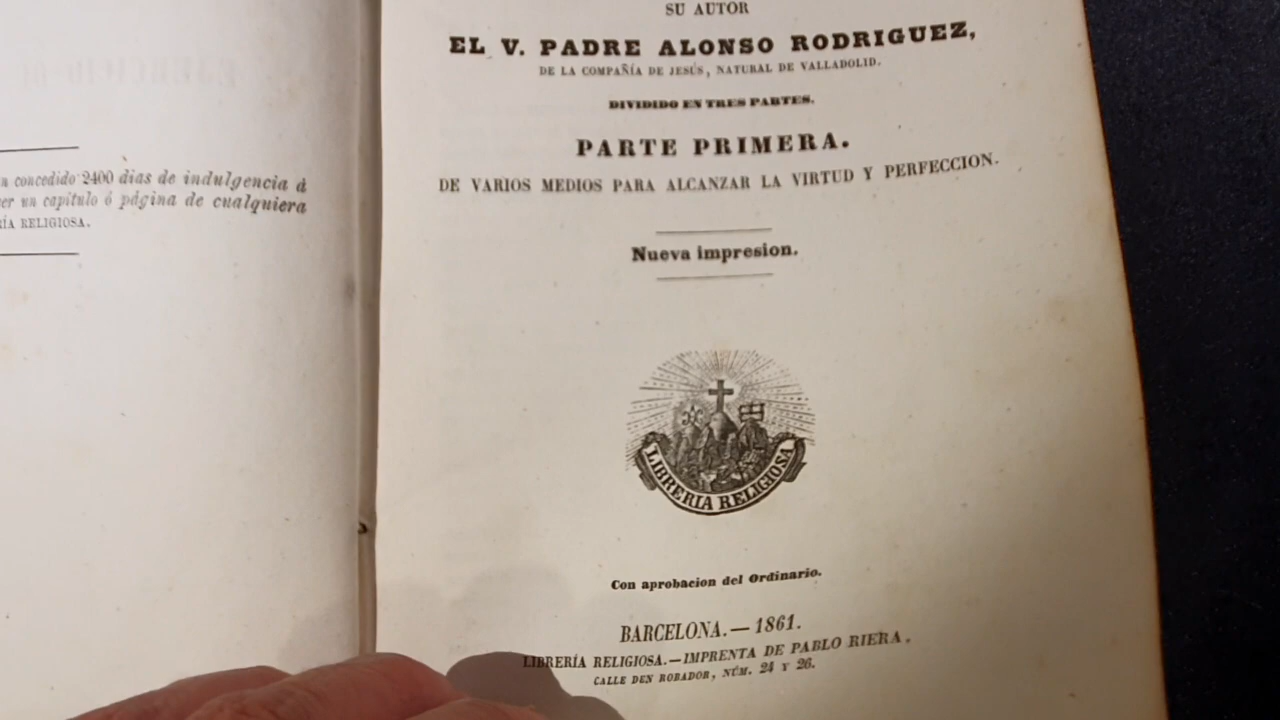 n concedido 2400 dias de indulgencia á
er un capítulo ó página de cualquiera
ÍA RELIGIOSA.
SU AUTOR
EL V. PADRE ALONSO RODRIGUEZ,
DE LA COMPAÑÍA DE JESÚS, NATURAL DE VALLADOLID.
DIVIDIDO EN TRES PARTES.
PARTE PRIMERA.
DE VARIOS MEDIOS PARA ALCANZAR LA VIRTUD Y PERFECCION.
Nueva impresion.
LIBRERIA RELIGIOSA
Con aprobacion del Ordinario.
BARCELONA.—1861.
LIBRERÍA RELIGIOSA.—IMPRENTA DE PABLO RIERA.
CALLE DEN ROBADOR, NÚM. 24 Y 26.